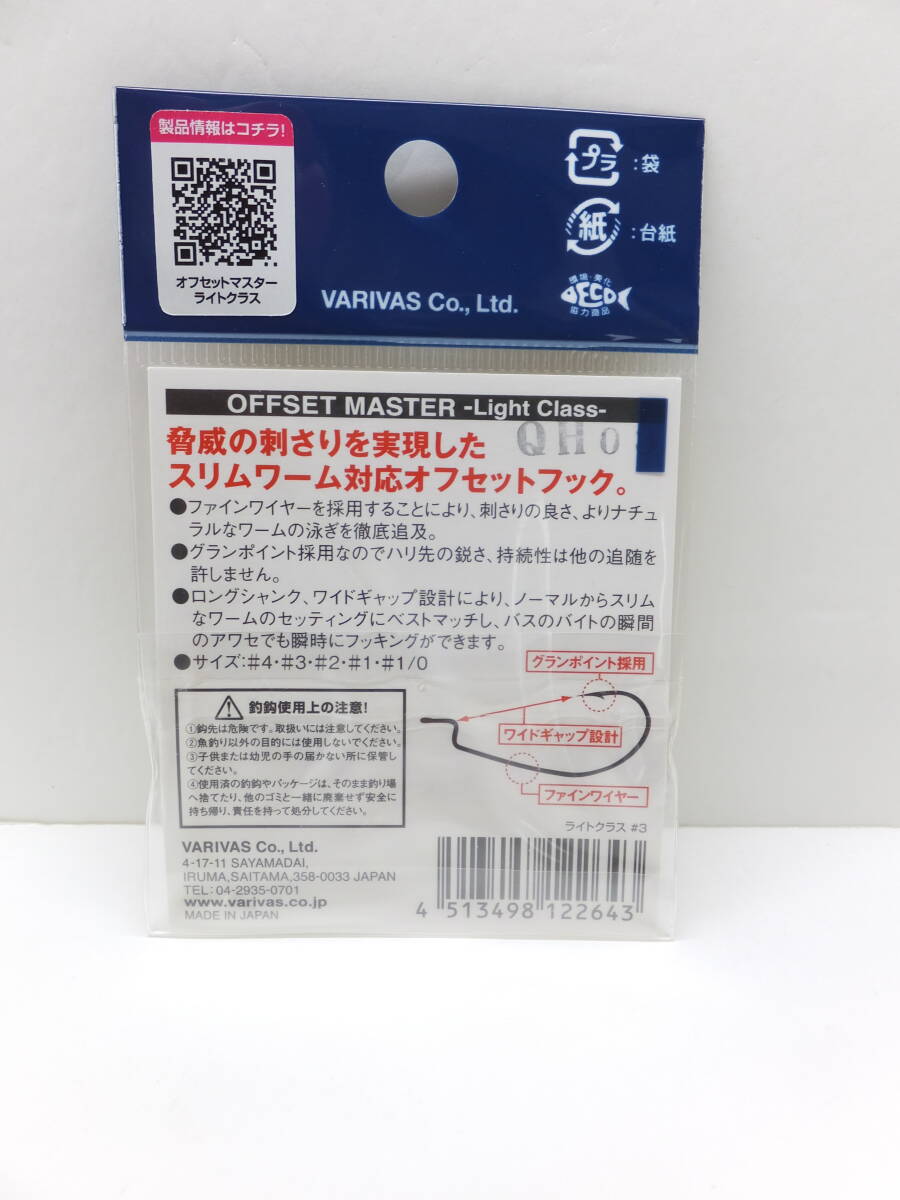 製品情報はコチラ!
オフセットマスター
ライトクラス
プラ :袋
紙 :台紙
環境・美化
ECO
協力商品
VARIVAS Co., Ltd.
OFFSET MASTER -Light Class-
QH0
脅威の刺さりを実現した
スリムワーム対応オフセットフック。
●ファインワイヤーを採用することにより、刺さりの良さ、よりナチュ
ラルなワームの泳ぎを徹底追及。
●グランポイント採用なのでハリ先の鋭さ、持続性は他の追随を
許しません。
●ロングシャンク、ワイドギャップ設計により、ノーマルからスリム
なワームのセッティングにベストマッチし、バスのバイトの瞬間
のアワセでも瞬時にフッキングができます。
●サイズ:#4・#3・#2・#1・#1/0
グランポイント採用
ワイドギャップ設計
ファインワイヤー
釣鈎使用上の注意!
①鈎先は危険です。取扱いには注意してください。
②魚釣り以外の目的には使用しないでください。
③子供または幼児の手の届かない所に保管し
てください。
④使用済の釣鈎やパッケージは、そのまま釣り場
へ捨てたり、他のゴミと一緒に廃棄せず安全に
持ち帰り、責任を持って処分してください。
ライトクラス #3
VARIVAS Co., Ltd.
4-17-11 SAYAMADAI,
IRUMA,SAITAMA,358-0033 JAPAN
TEL:04-2935-0701
www.varivas.co.jp
MADE IN JAPAN
4 513498 122643